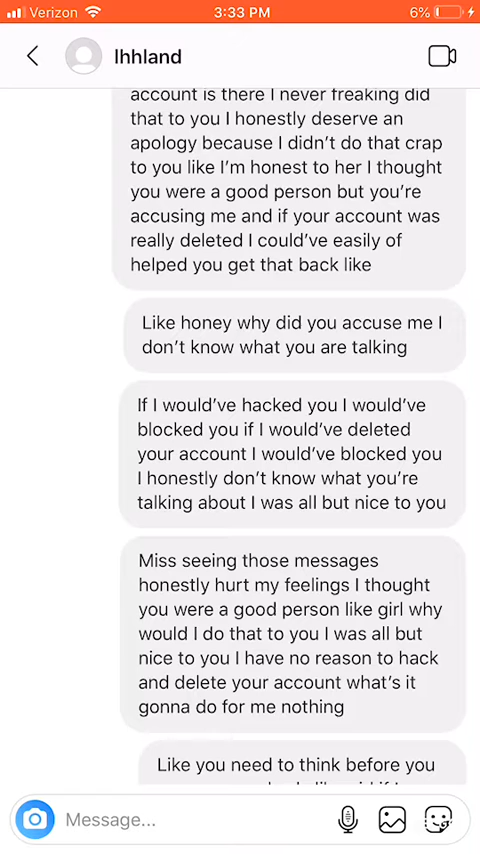 Verizon 3:33 PM 6%
lhhland
account is there I never freaking did
that to you I honestly deserve an
apology because I didn't do that crap
to you like I'm honest to her I thought
you were a good person but you're
accusing me and if your account was
really deleted I could've easily of
helped you get that back like
Like honey why did you accuse me I
don't know what you are talking
If I would've hacked you I would've
blocked you if I would've deleted
your account I would've blocked you
I honestly don't know what you're
talking about I was all but nice to you
Miss seeing those messages
honestly hurt my feelings I thought
you were a good person like girl why
would I do that to you I was all but
nice to you I have no reason to hack
and delete your account what's it
gonna do for me nothing
Like you need to think before you
Message...